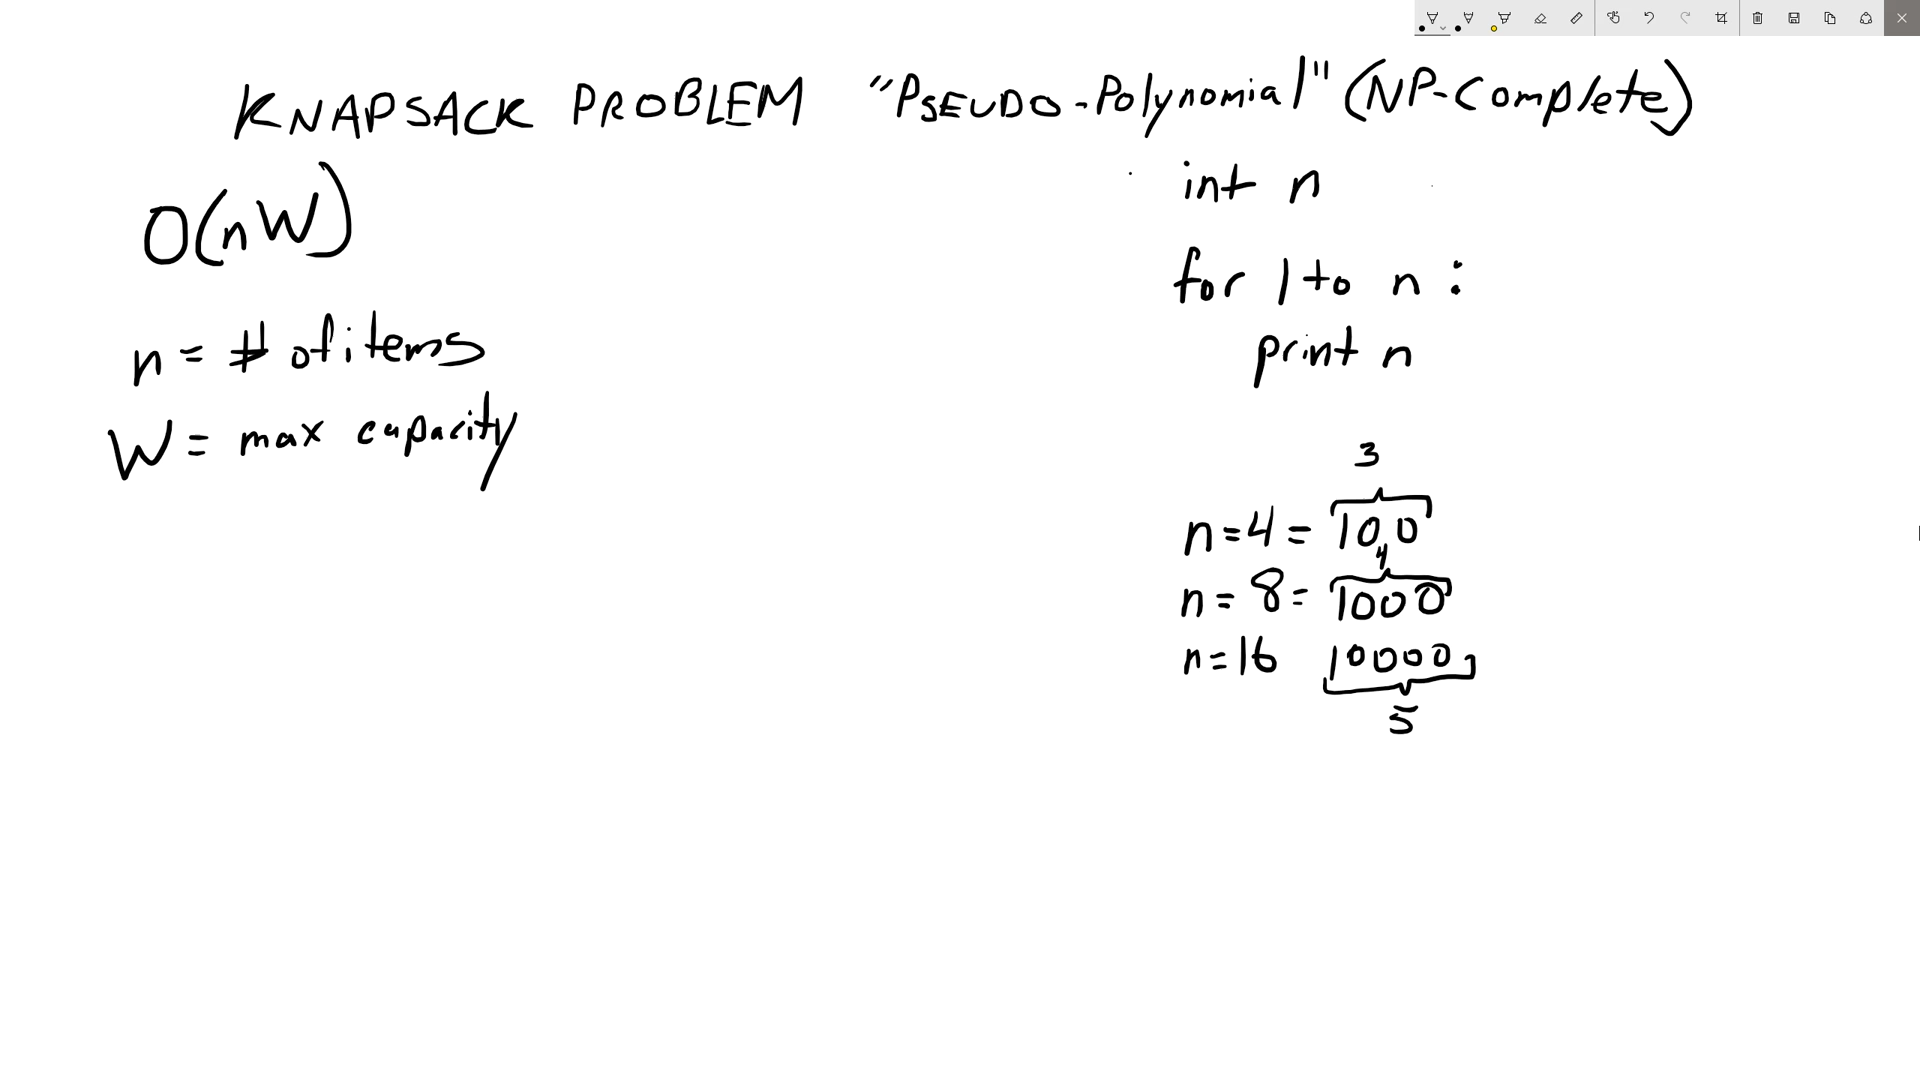 KNAPSACK PROBLEM "PSEUDO-Polynomial" (NP-Complete)
O(nW)
n = # of items
W = max capacity
int n
for 1 to n :
print n
3
n=4= 100
4
n= 8= 1000
n=16 10000
5